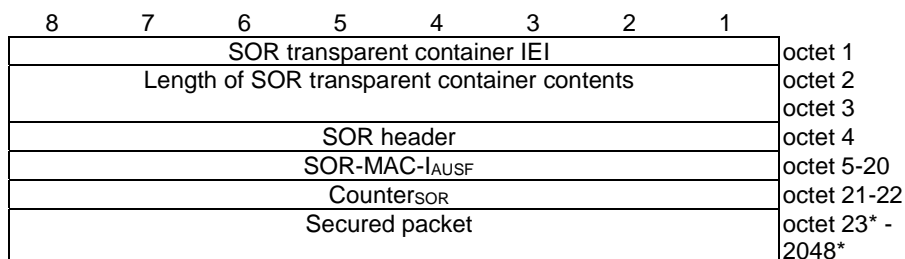 8 7 6 5 4 3 2 1
SOR transparent container IEI octet 1
Length of SOR transparent container contents octet 2
octet 3
SOR header octet 4
SOR-MAC-IAUSF octet 5-20
CounterSOR octet 21-22
Secured packet octet 23* -
2048*